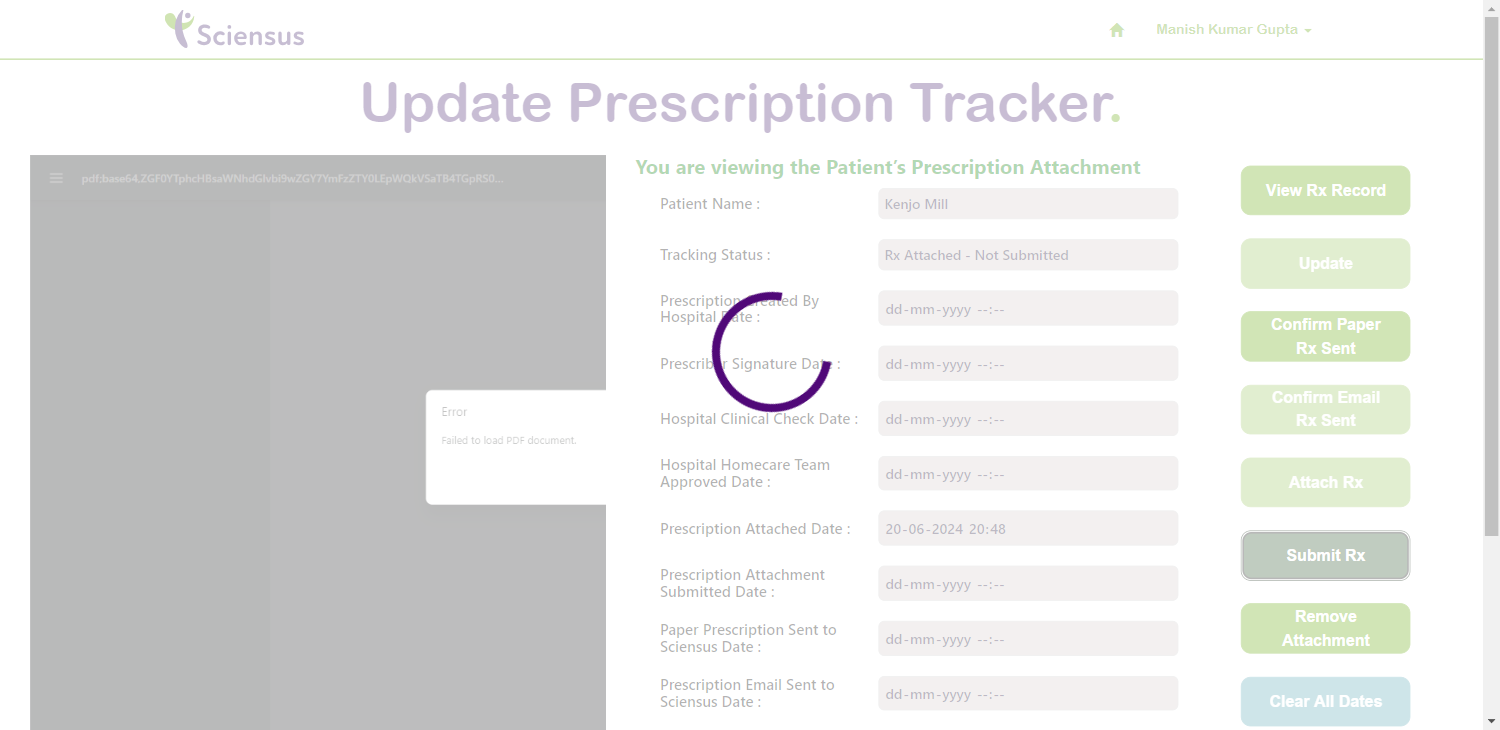 Sciensus
Manish Kumar Gupta
Update Prescription Tracker.
You are viewing the Patient's Prescription Attachment
Patient Name :
Kenjo Mill
Tracking Status :
Rx Attached - Not Submitted
Prescription Created By
Hospital Date :
dd-mm-yyyy --:--
Prescriber Signature Date :
dd-mm-yyyy --:--
Hospital Clinical Check Date :
dd-mm-yyyy --:--
Hospital Homecare Team
Approved Date :
dd-mm-yyyy --:--
Prescription Attached Date :
20-06-2024 20:48
Prescription Attachment
Submitted Date :
dd-mm-yyyy --:--
Paper Prescription Sent to
Sciensus Date :
dd-mm-yyyy --:--
Prescription Email Sent to
Sciensus Date :
dd-mm-yyyy --:--
Error
Failed to load PDF document.
View Rx Record
Update
Confirm Paper
Rx Sent
Confirm Email
Rx Sent
Attach Rx
Submit Rx
Remove
Attachment
Clear All Dates